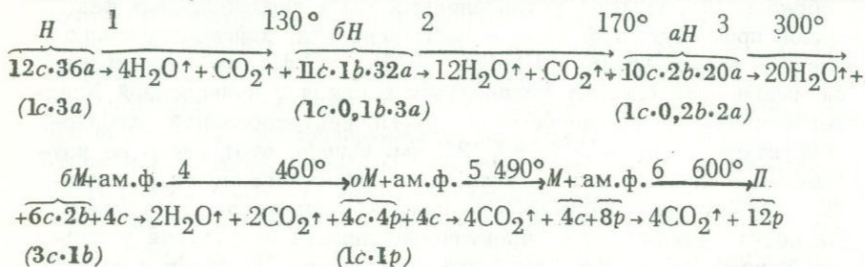 H 1 130° бH 2 170° aH 3 300°
12c·36a→4H₂O↑+CO₂↑+11c·1b·32a→12H₂O↑+CO₂↑+10c·2b·20a→20H₂O↑+
(1c·3a) (1c·0,1b·3a) (1c·0,2b·2a)
бM+ам.ф. 4 460° oM+ам.ф. 5 490° M+ам.ф. 6 600° П
+6c·2b+4c→2H₂O↑+2CO₂↑+4c·4p+4c→4CO₂↑+4c+8p→4CO₂↑+12p
(3c·1b) (1c·1p)